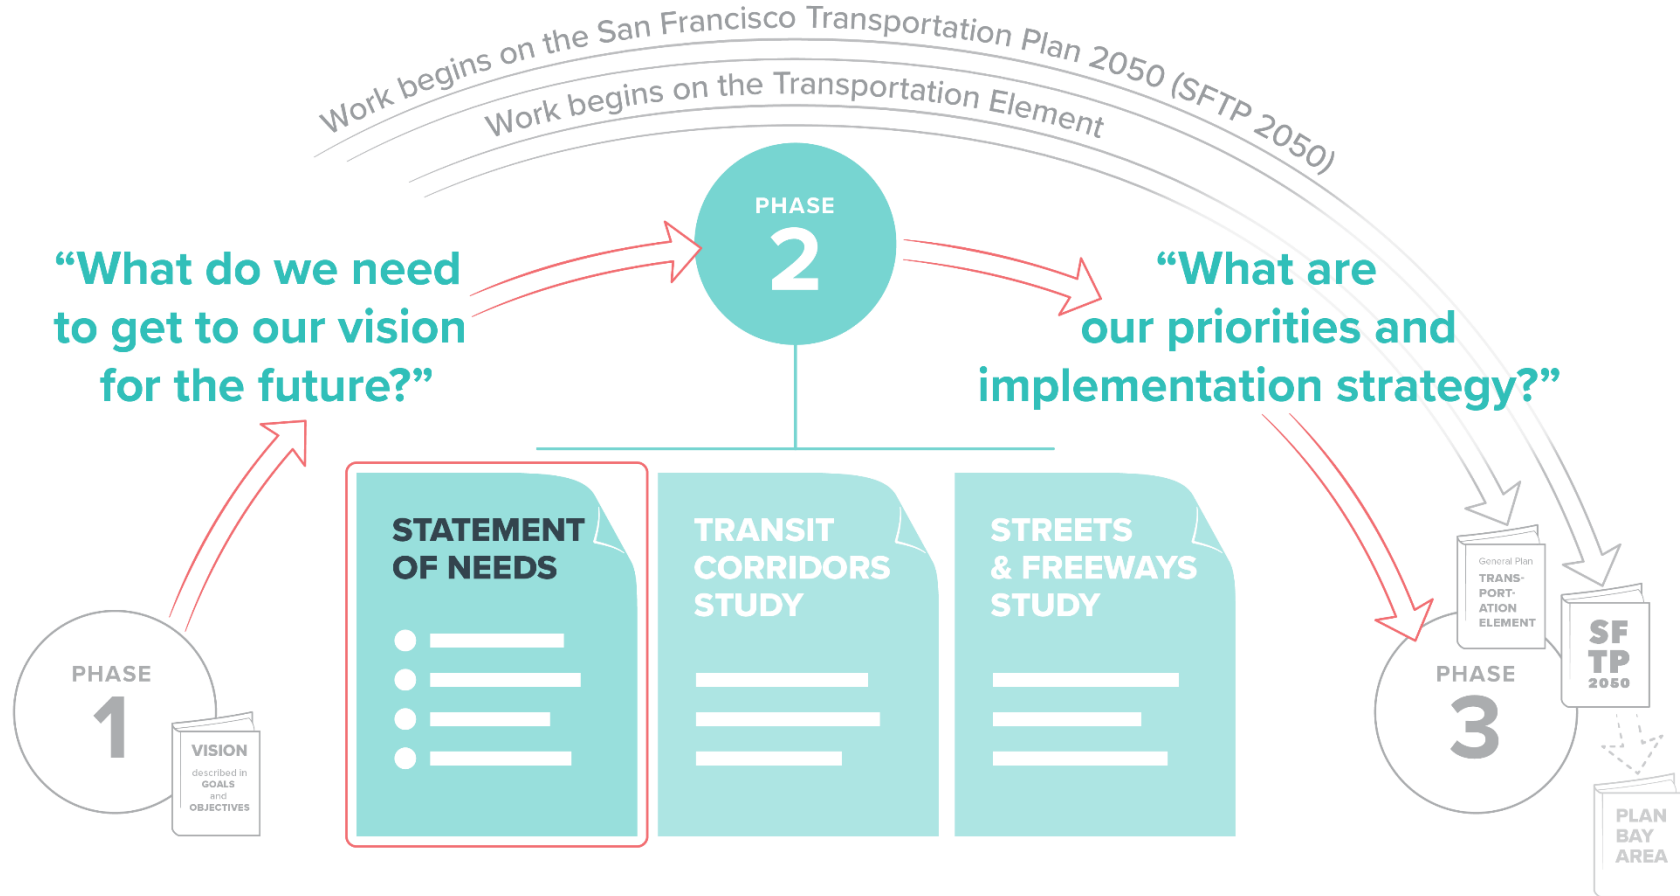 Work begins on the San Francisco Transportation Plan 2050 (SFTP 2050)
Work begins on the Transportation Element
PHASE
2
“What do we need
to get to our vision
for the future?”
“What are
our priorities and
implementation strategy?”
STATEMENT
OF NEEDS
TRANSIT
CORRIDORS
STUDY
STREETS
& FREEWAYS
STUDY
PHASE
1
VISION
described in
GOALS
and
OBJECTIVES
General Plan
TRANS-
PORT-
ATION
ELEMENT
SF
TP
2050
PHASE
3
PLAN
BAY
AREA